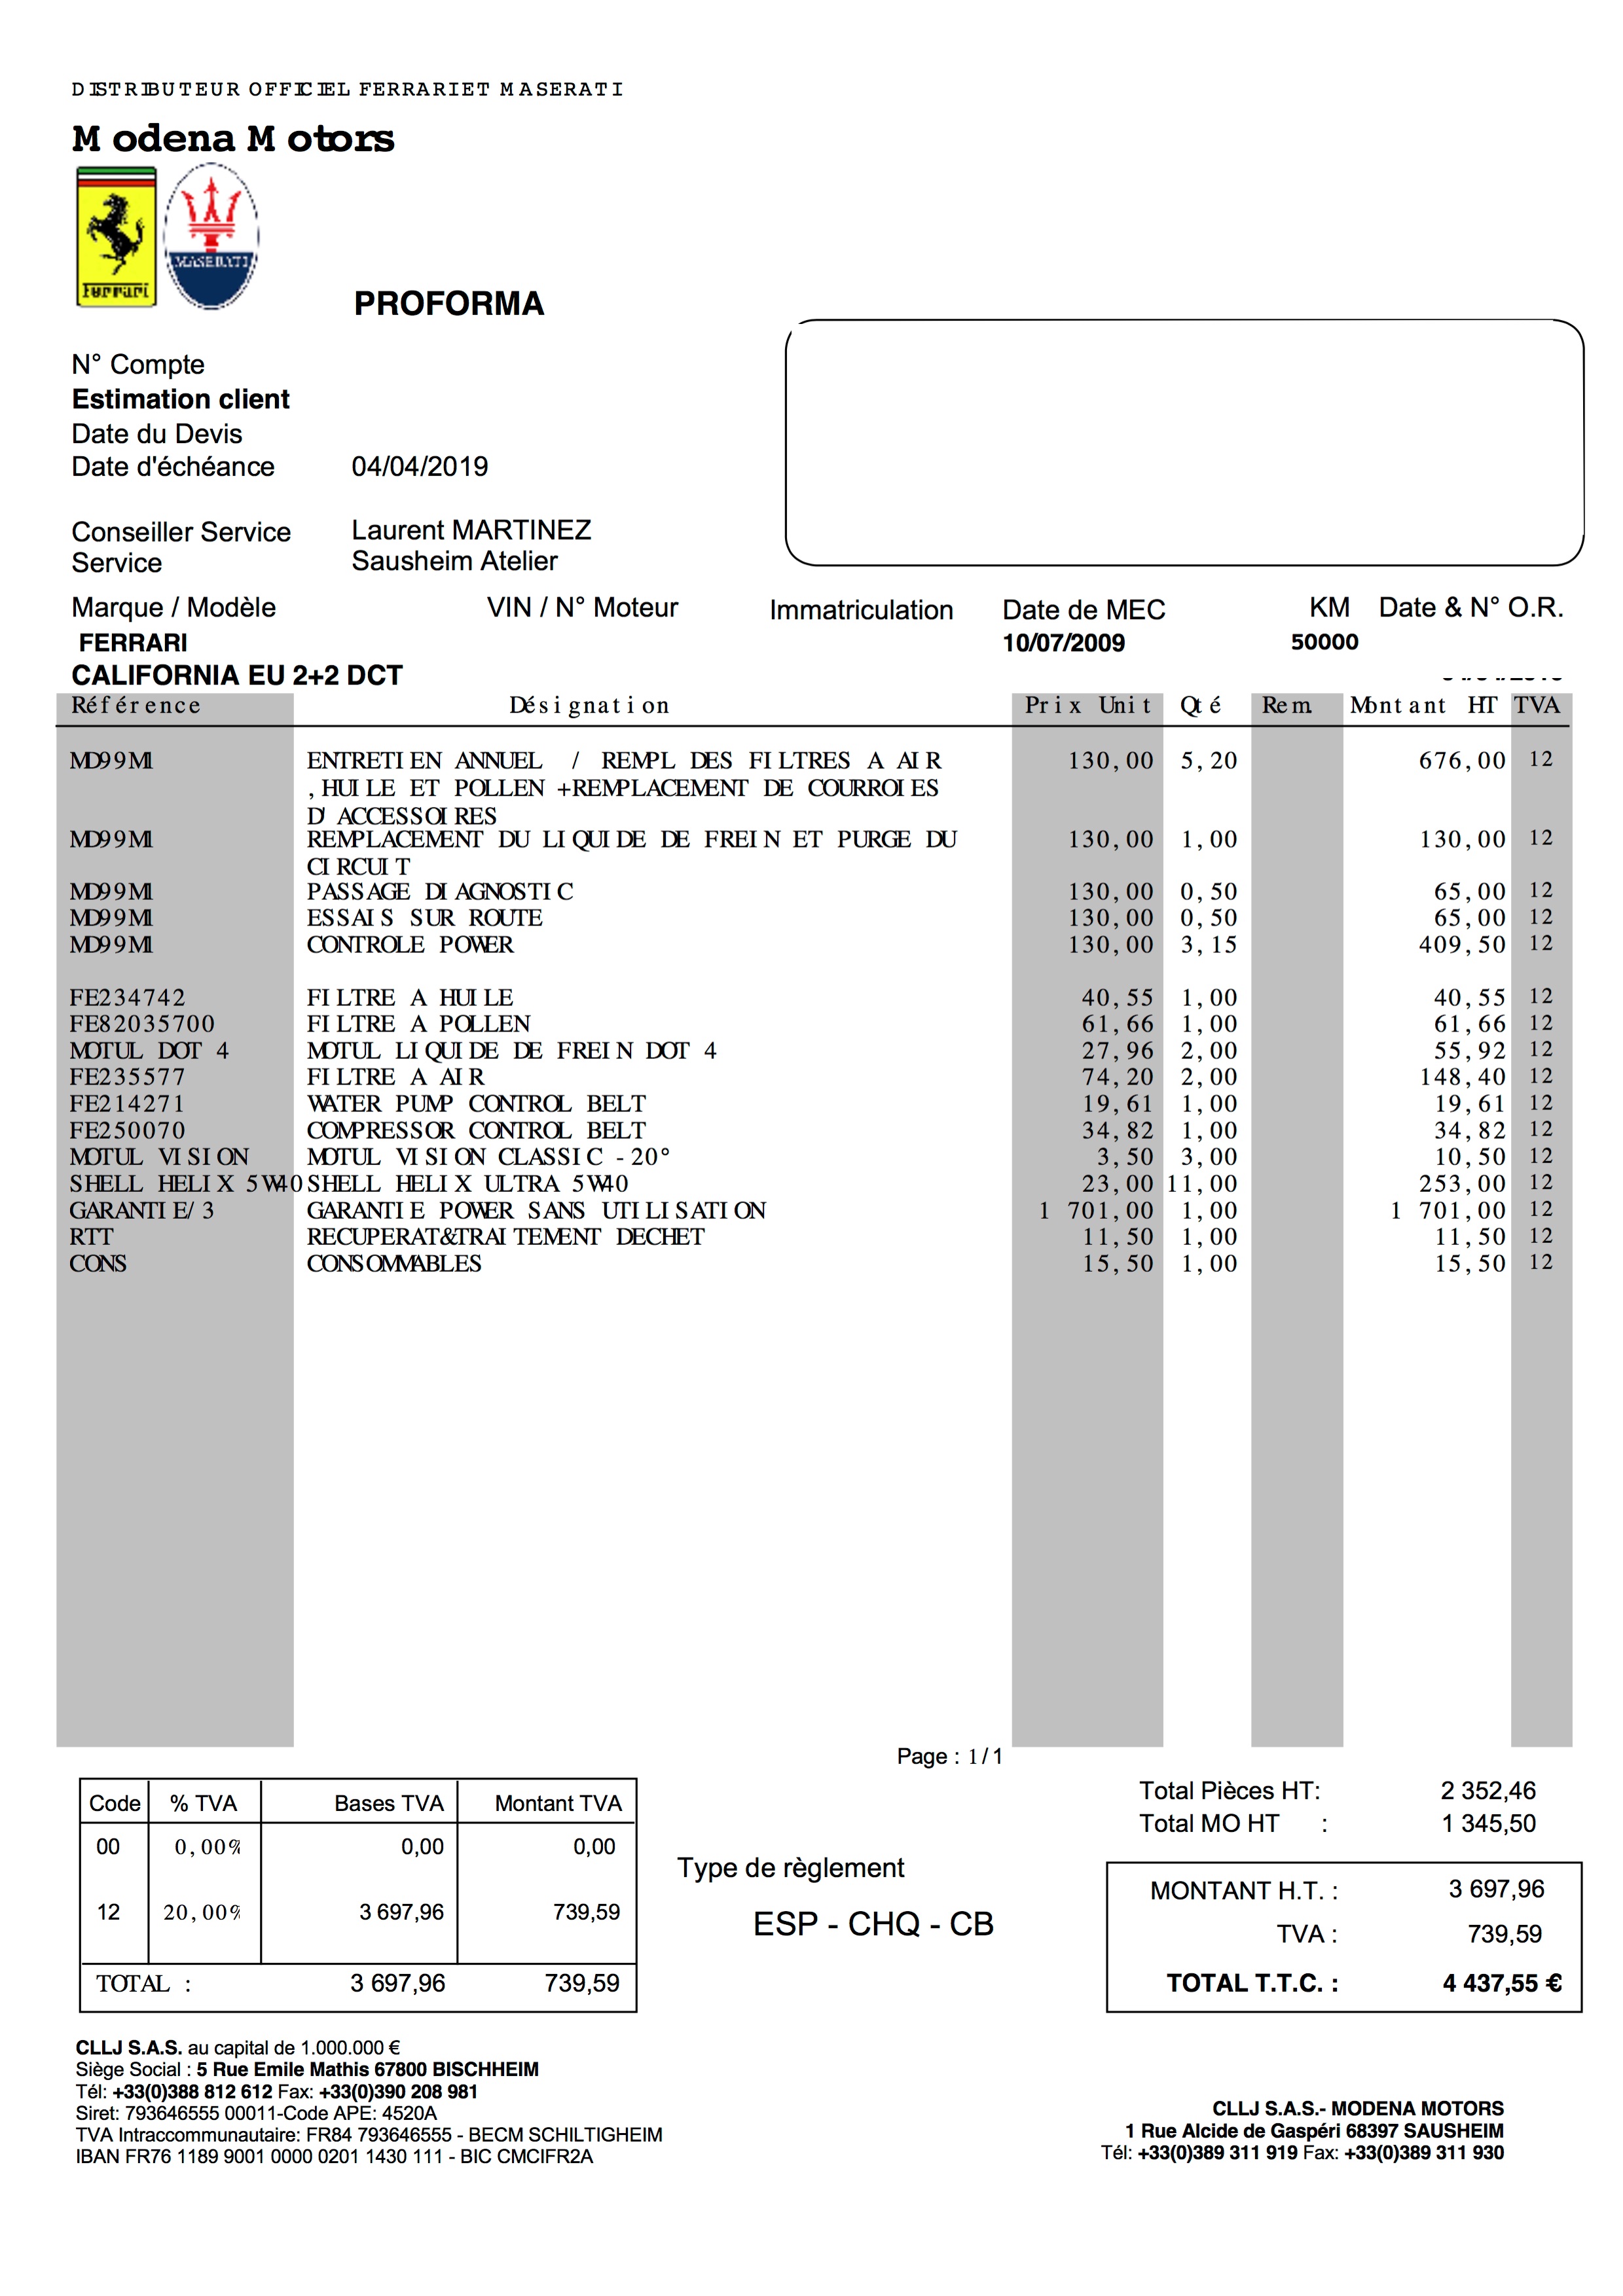 DISTRIBUTEUR OFFICIEL FERRARI ET MASERATI
Modena Motors
Ferrari
MASERATI
PROFORMA
N° Compte
Estimation client
Date du Devis
Date d'échéance 04/04/2019
Conseiller Service Laurent MARTINEZ
Service Sausheim Atelier
Marque / Modèle VIN / N° Moteur Immatriculation Date de MEC KM Date & N° O.R.
FERRARI 10/07/2009 50000
CALIFORNIA EU 2+2 DCT
Référence Désignation Prix Unit Qté Rem. Montant HT TVA
MD99M1 ENTRETIEN ANNUEL / REMPL DES FILTRES A AIR 130,00 5,20 676,00 12
,HUILE ET POLLEN +REMPLACEMENT DE COURROIES
D'ACCESSOIRES
MD99M1 REMPLACEMENT DU LIQUIDE DE FREIN ET PURGE DU 130,00 1,00 130,00 12
CIRCUIT
MD99M1 PASSAGE DIAGNOSTIC 130,00 0,50 65,00 12
MD99M1 ESSAIS SUR ROUTE 130,00 0,50 65,00 12
MD99M1 CONTROLE POWER 130,00 3,15 409,50 12
FE234742 FILTRE A HUILE 40,55 1,00 40,55 12
FE82035700 FILTRE A POLLEN 61,66 1,00 61,66 12
MOTUL DOT 4 MOTUL LIQUIDE DE FREIN DOT 4 27,96 2,00 55,92 12
FE235577 FILTRE A AIR 74,20 2,00 148,40 12
FE214271 WATER PUMP CONTROL BELT 19,61 1,00 19,61 12
FE250070 COMPRESSOR CONTROL BELT 34,82 1,00 34,82 12
MOTUL VISION MOTUL VISION CLASSIC -20° 3,50 3,00 10,50 12
SHELL HELIX 5W40 SHELL HELIX ULTRA 5W40 23,00 11,00 253,00 12
GARANTIE/3 GARANTIE POWER SANS UTILISATION 1 701,00 1,00 1 701,00 12
RTT RECUPERAT&TRAITEMENT DECHET 11,50 1,00 11,50 12
CONS CONSOMMABLES 15,50 1,00 15,50 12
Page : 1/1
Code % TVA Bases TVA Montant TVA
00 0,00% 0,00 0,00
12 20,00% 3 697,96 739,59
TOTAL : 3 697,96 739,59
Type de règlement
ESP - CHQ - CB
Total Pièces HT: 2 352,46
Total MO HT : 1 345,50
MONTANT H.T. : 3 697,96
TVA : 739,59
TOTAL T.T.C. : 4 437,55 €
CLLJ S.A.S. au capital de 1.000.000 €
Siège Social : 5 Rue Emile Mathis 67800 BISCHHEIM
Tél: +33(0)388 812 612 Fax: +33(0)390 208 981
Siret: 793646555 00011-Code APE: 4520A
TVA Intraccommunautaire: FR84 793646555 - BECM SCHILTIGHEIM
IBAN FR76 1189 9001 0000 0201 1430 111 - BIC CMCIFR2A
CLLJ S.A.S.- MODENA MOTORS
1 Rue Alcide de Gaspéri 68397 SAUSHEIM
Tél: +33(0)389 311 919 Fax: +33(0)389 311 930